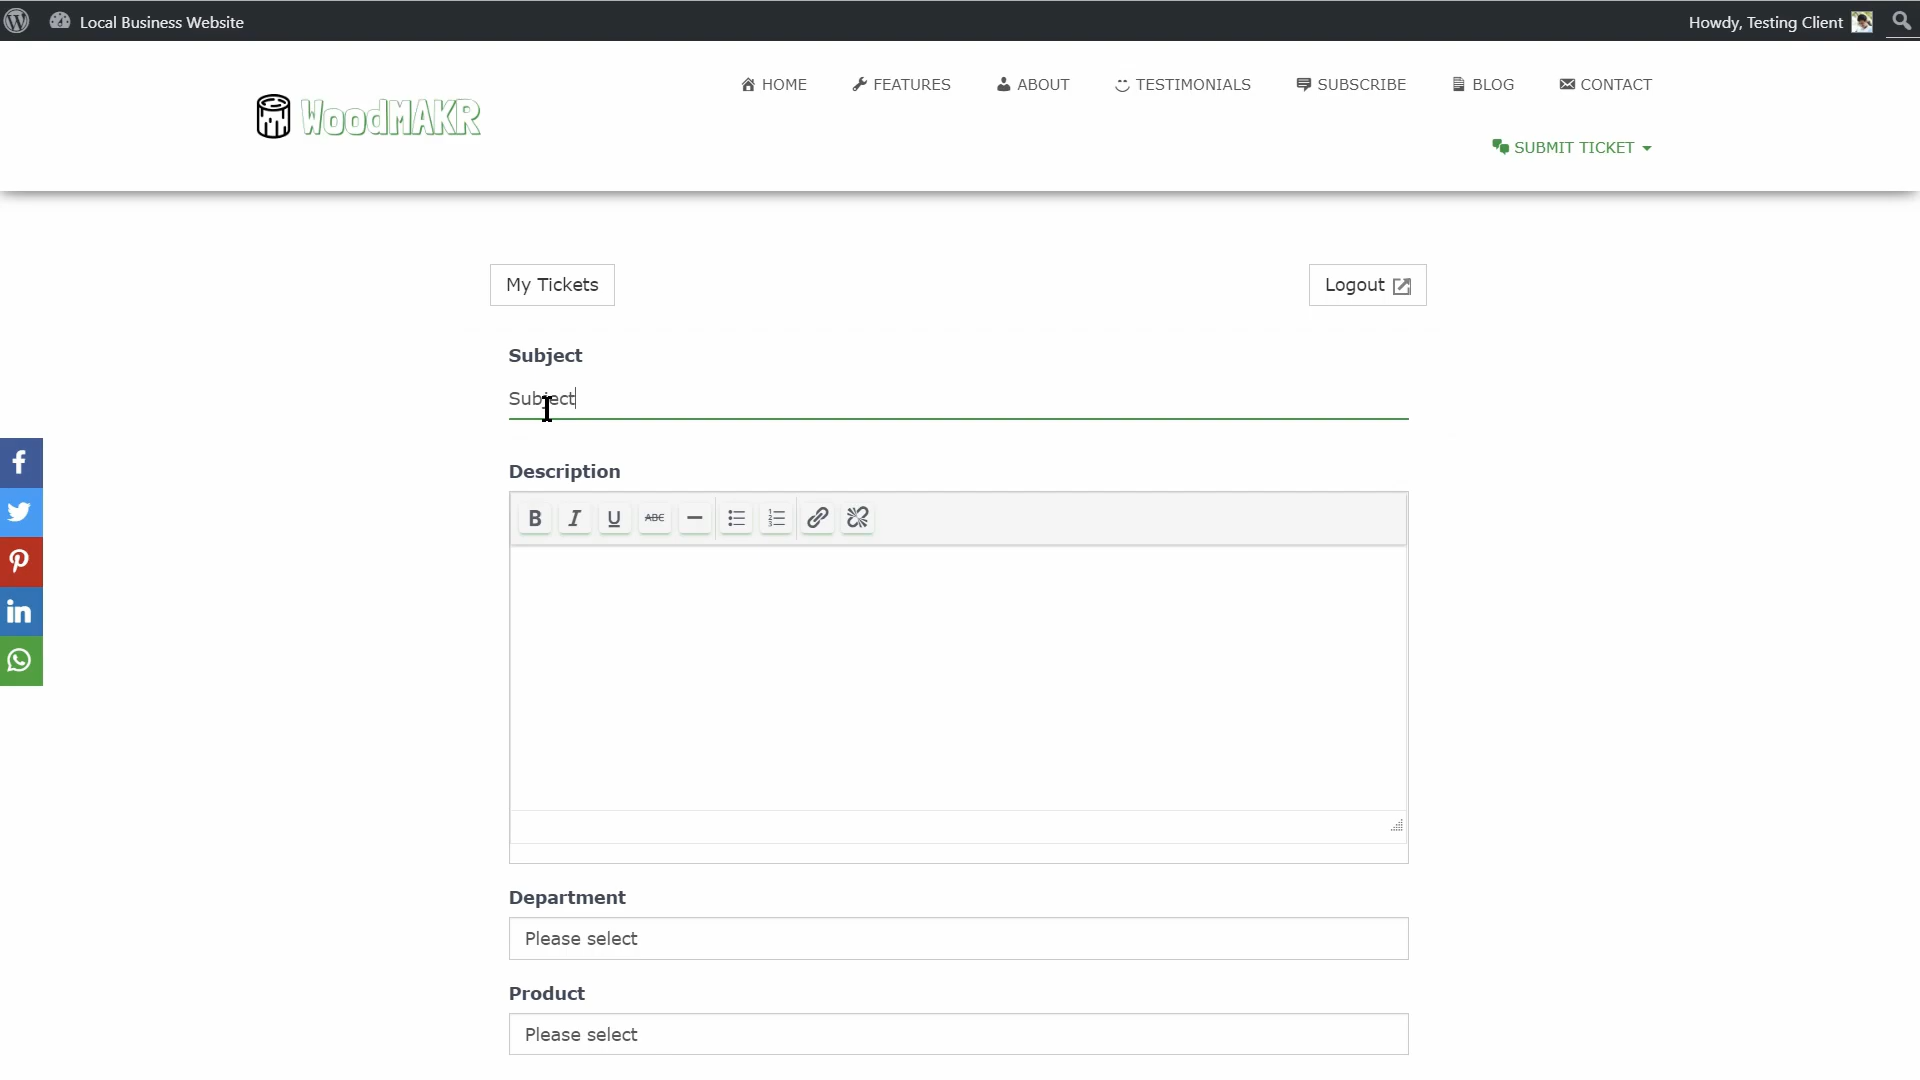 Local Business Website
Howdy, Testing Client
WoodMAKR
HOME
FEATURES
ABOUT
TESTIMONIALS
SUBSCRIBE
BLOG
CONTACT
SUBMIT TICKET
My Tickets
Logout
Subject
Subject
Description
B I U ABC
Department
Please select
Product
Please select